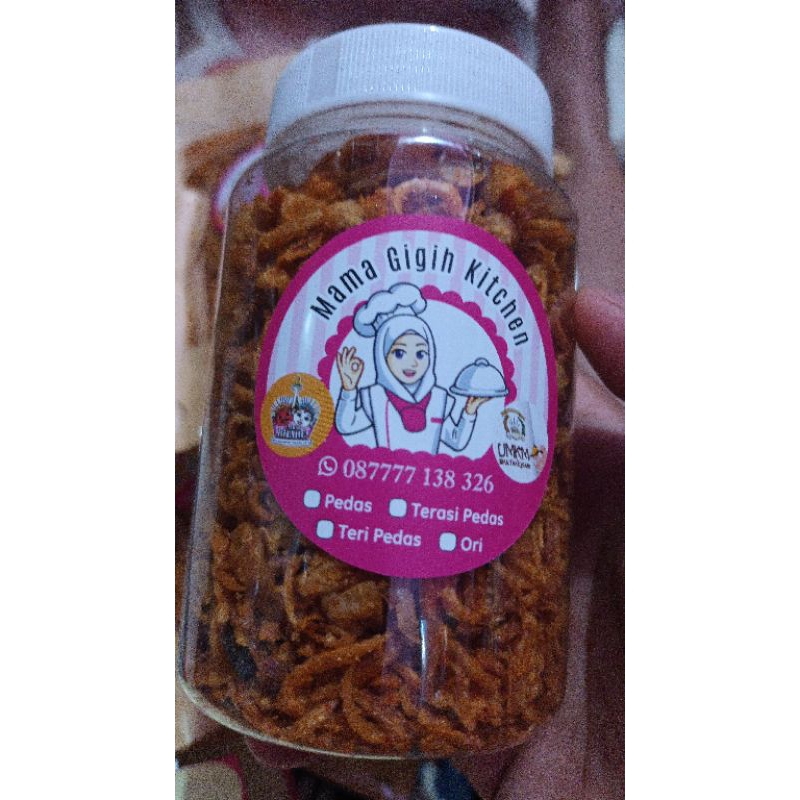 Mama Gigih Kitchen
UMKM
087777 138 326
Pedas
Terasi Pedas
Teri Pedas
Ori